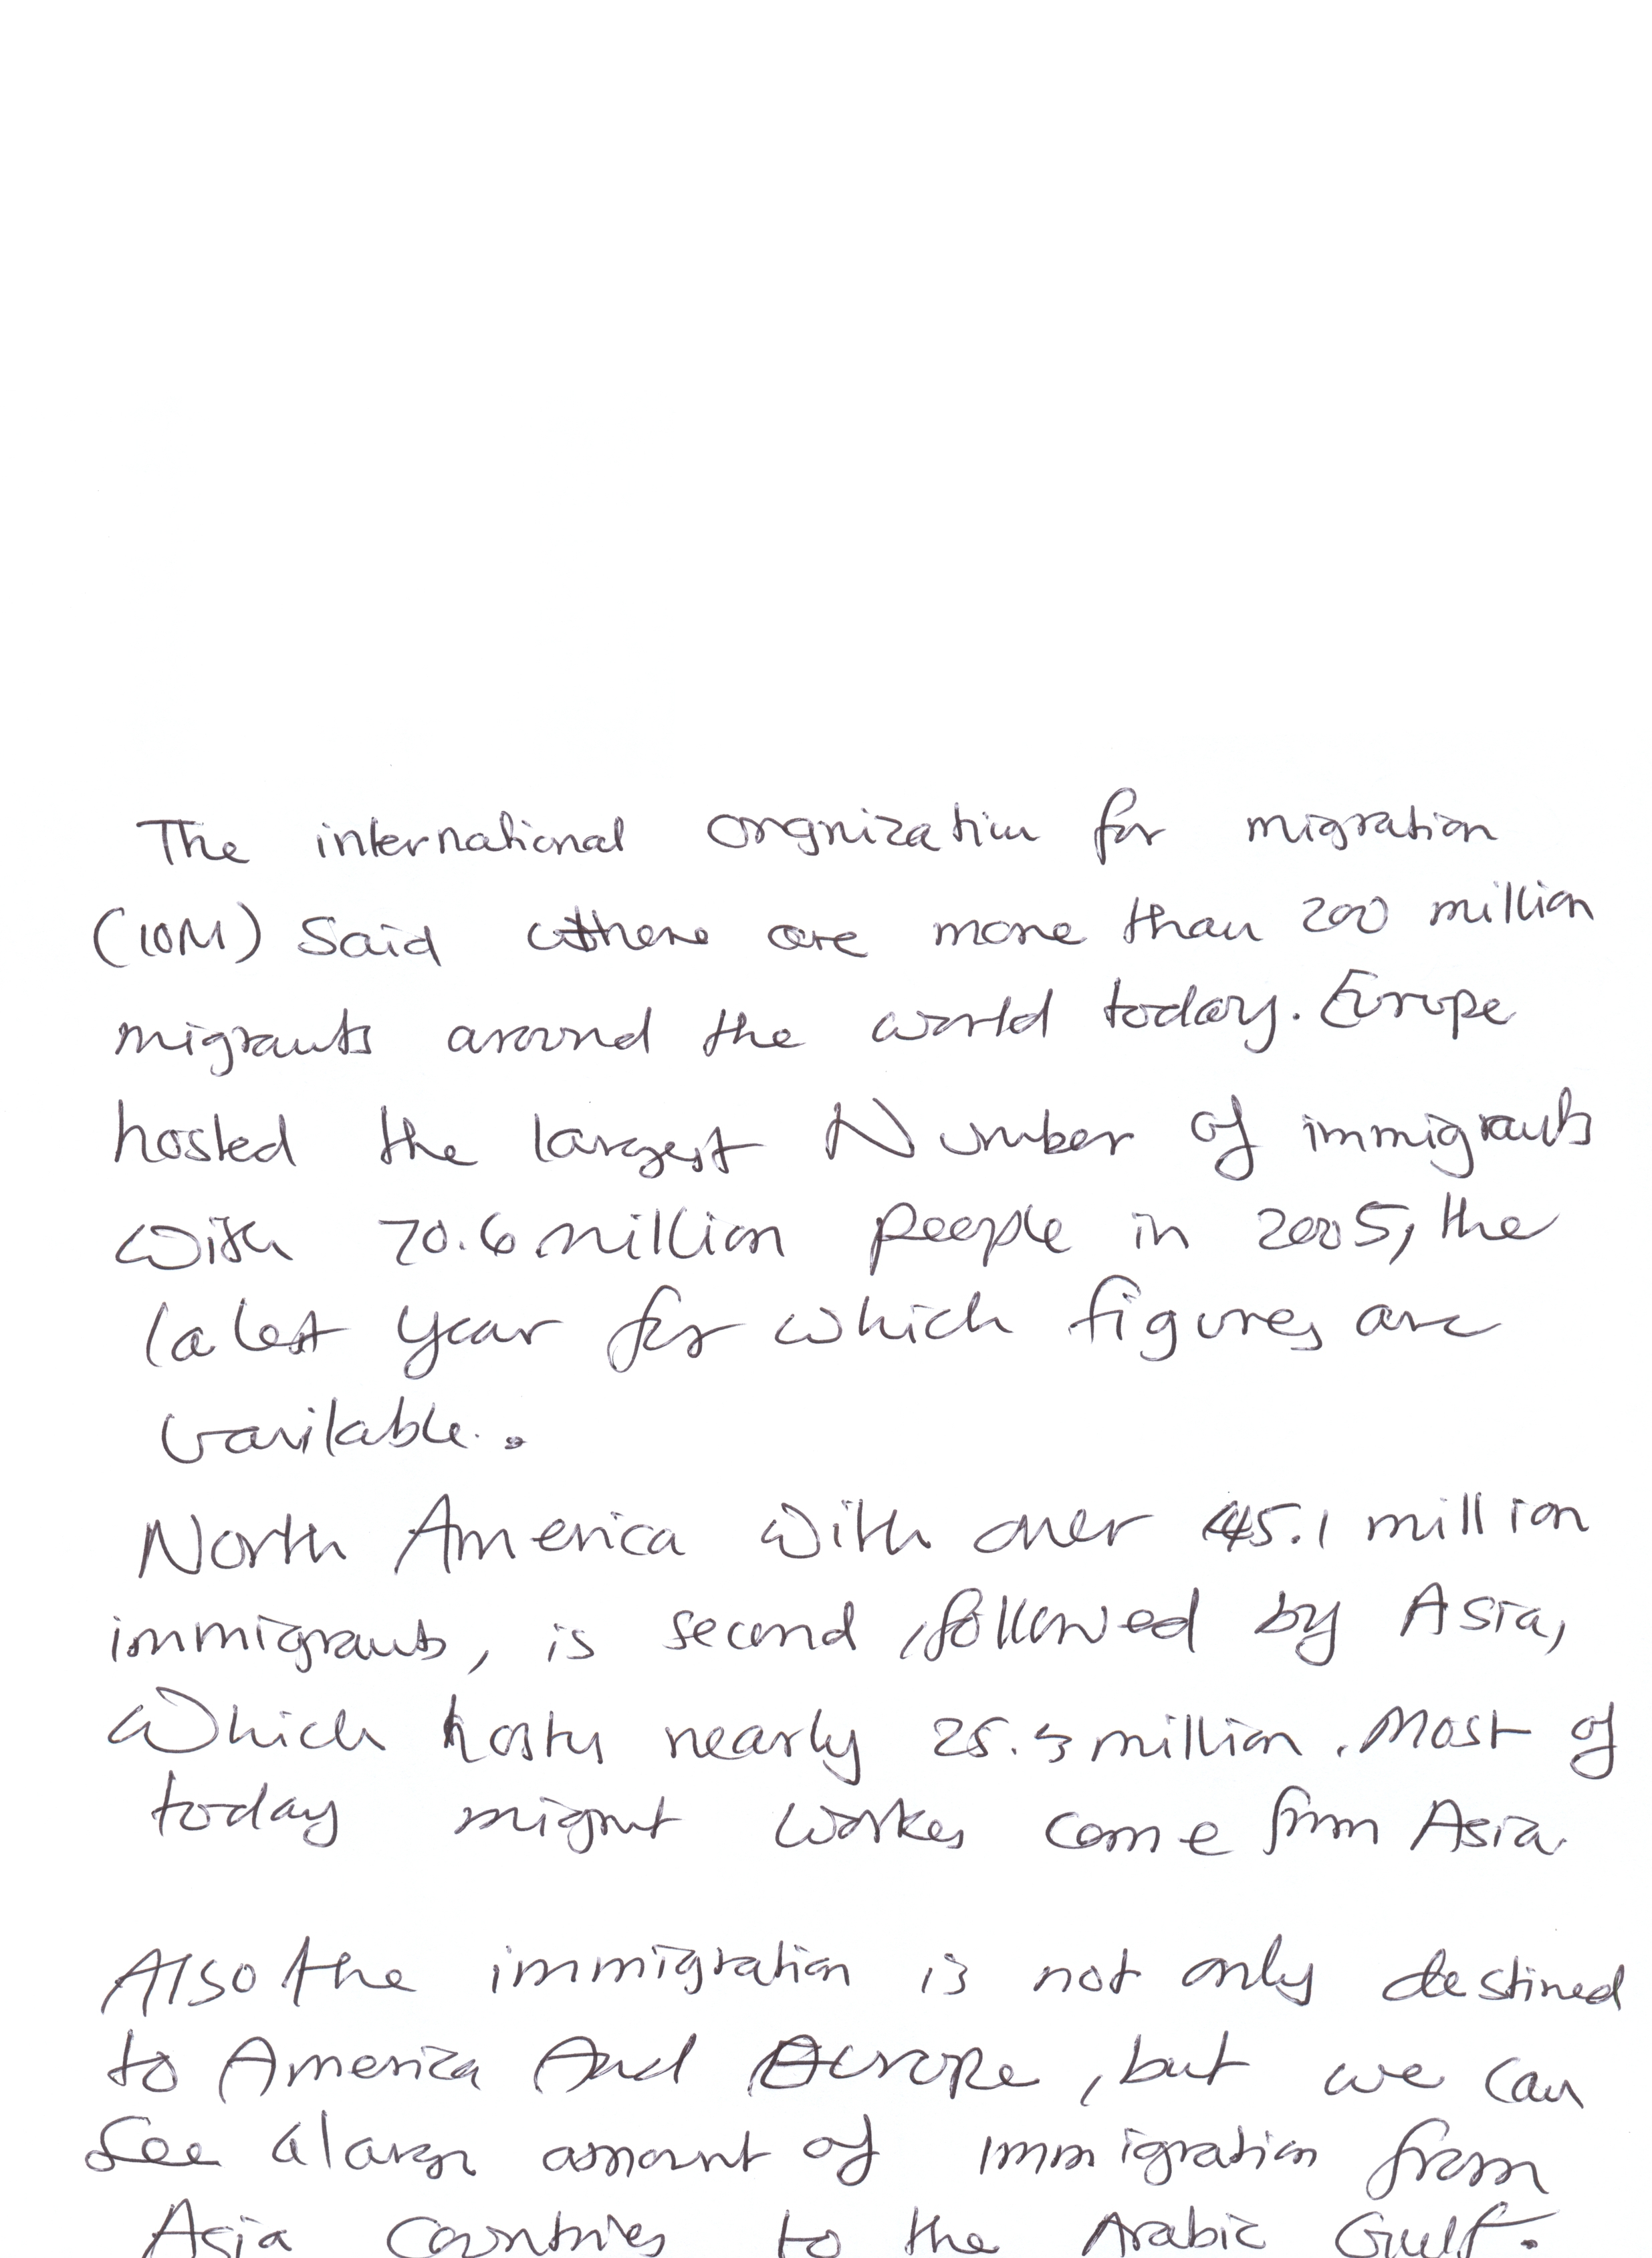 The international orgnization for migration
(IOM) Said there are more than 200 million
migrants around the world today. Europe
hosted the largest Number of immigrants
with 70.6 million people in 2005, the
latest year for which figures are
vailable.
North America with over 45.1 million
immigrants, is second, followed by Asia,
Which hosts nearly 25.3 million. Most of
today migrnt workes come from Asia.
Also the immigration is not only destined
to America And Europe, but we can
See a large amount of immigration from
Asia Countries to the Arabic Gulf.